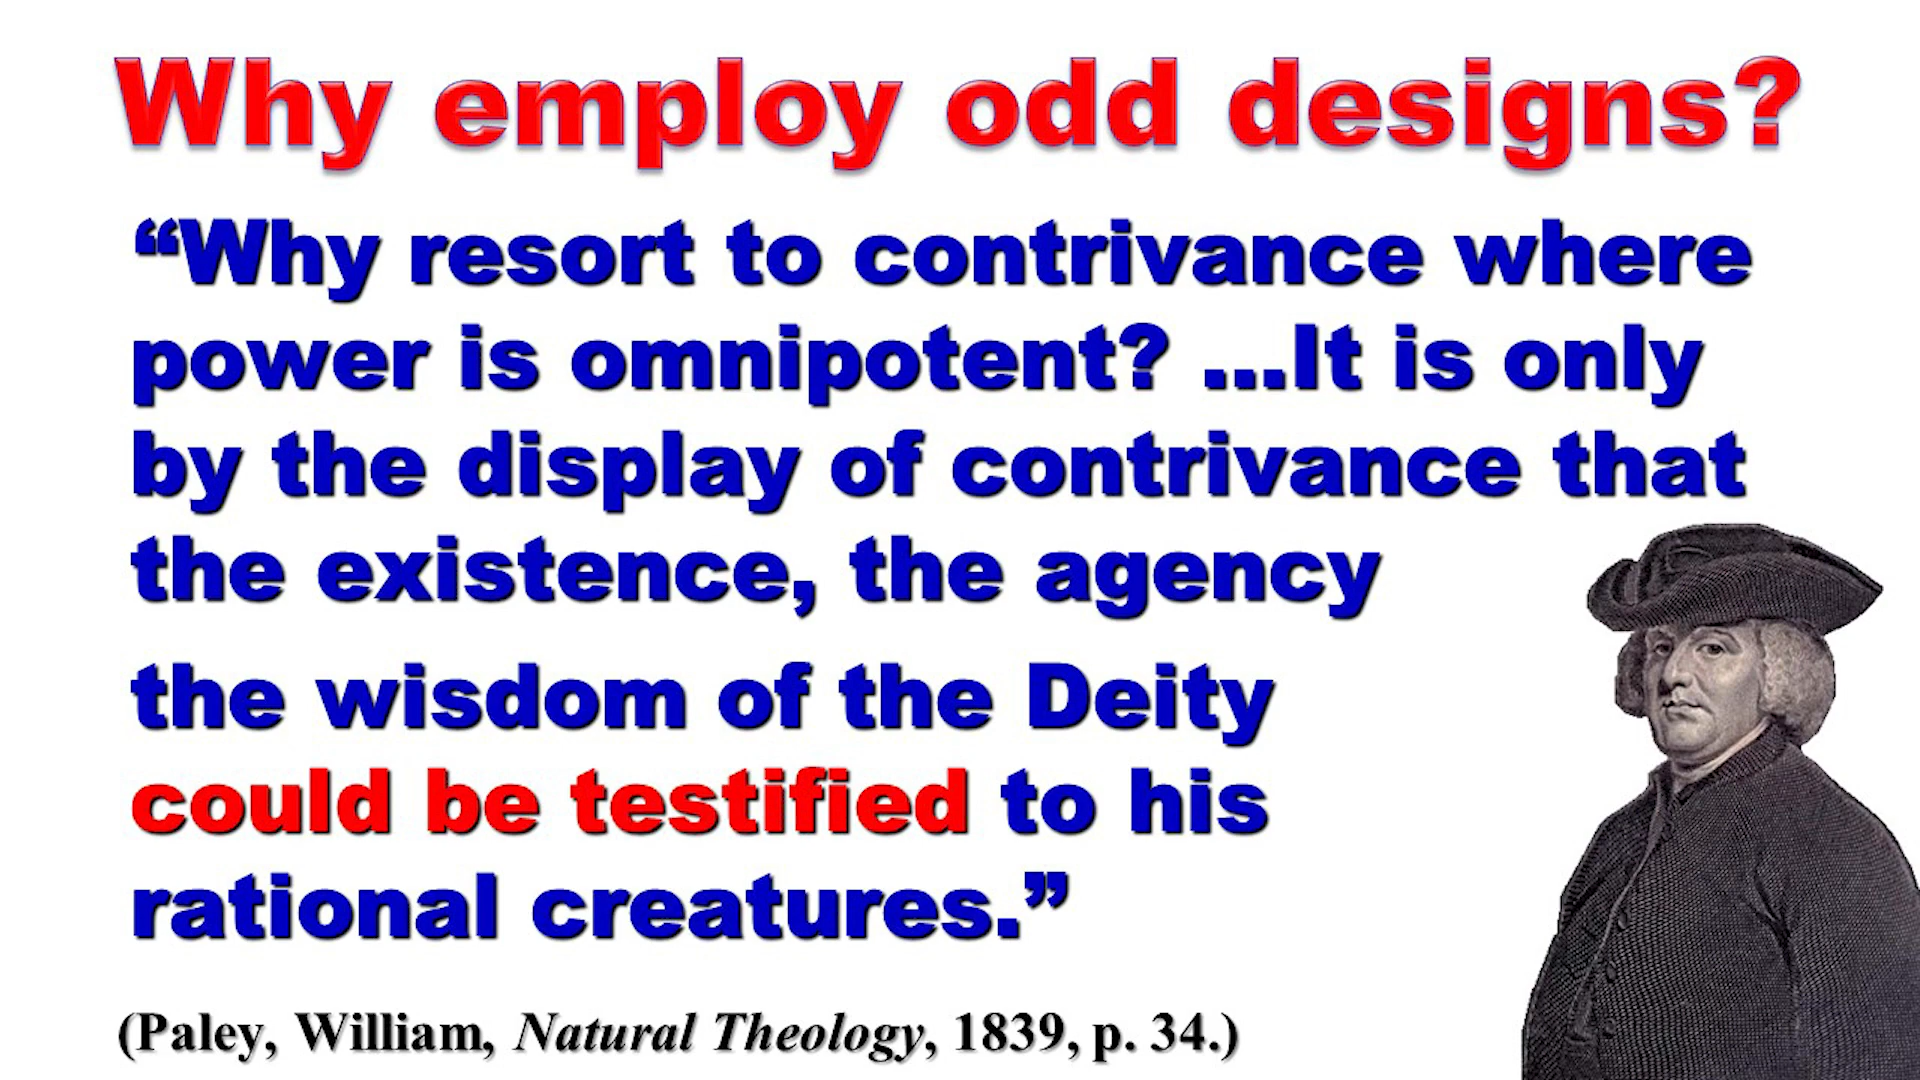 Why employ odd designs?
“Why resort to contrivance where
power is omnipotent? ...It is only
by the display of contrivance that
the existence, the agency
the wisdom of the Deity
could be testified to his
rational creatures.”
(Paley, William, Natural Theology, 1839, p. 34.)